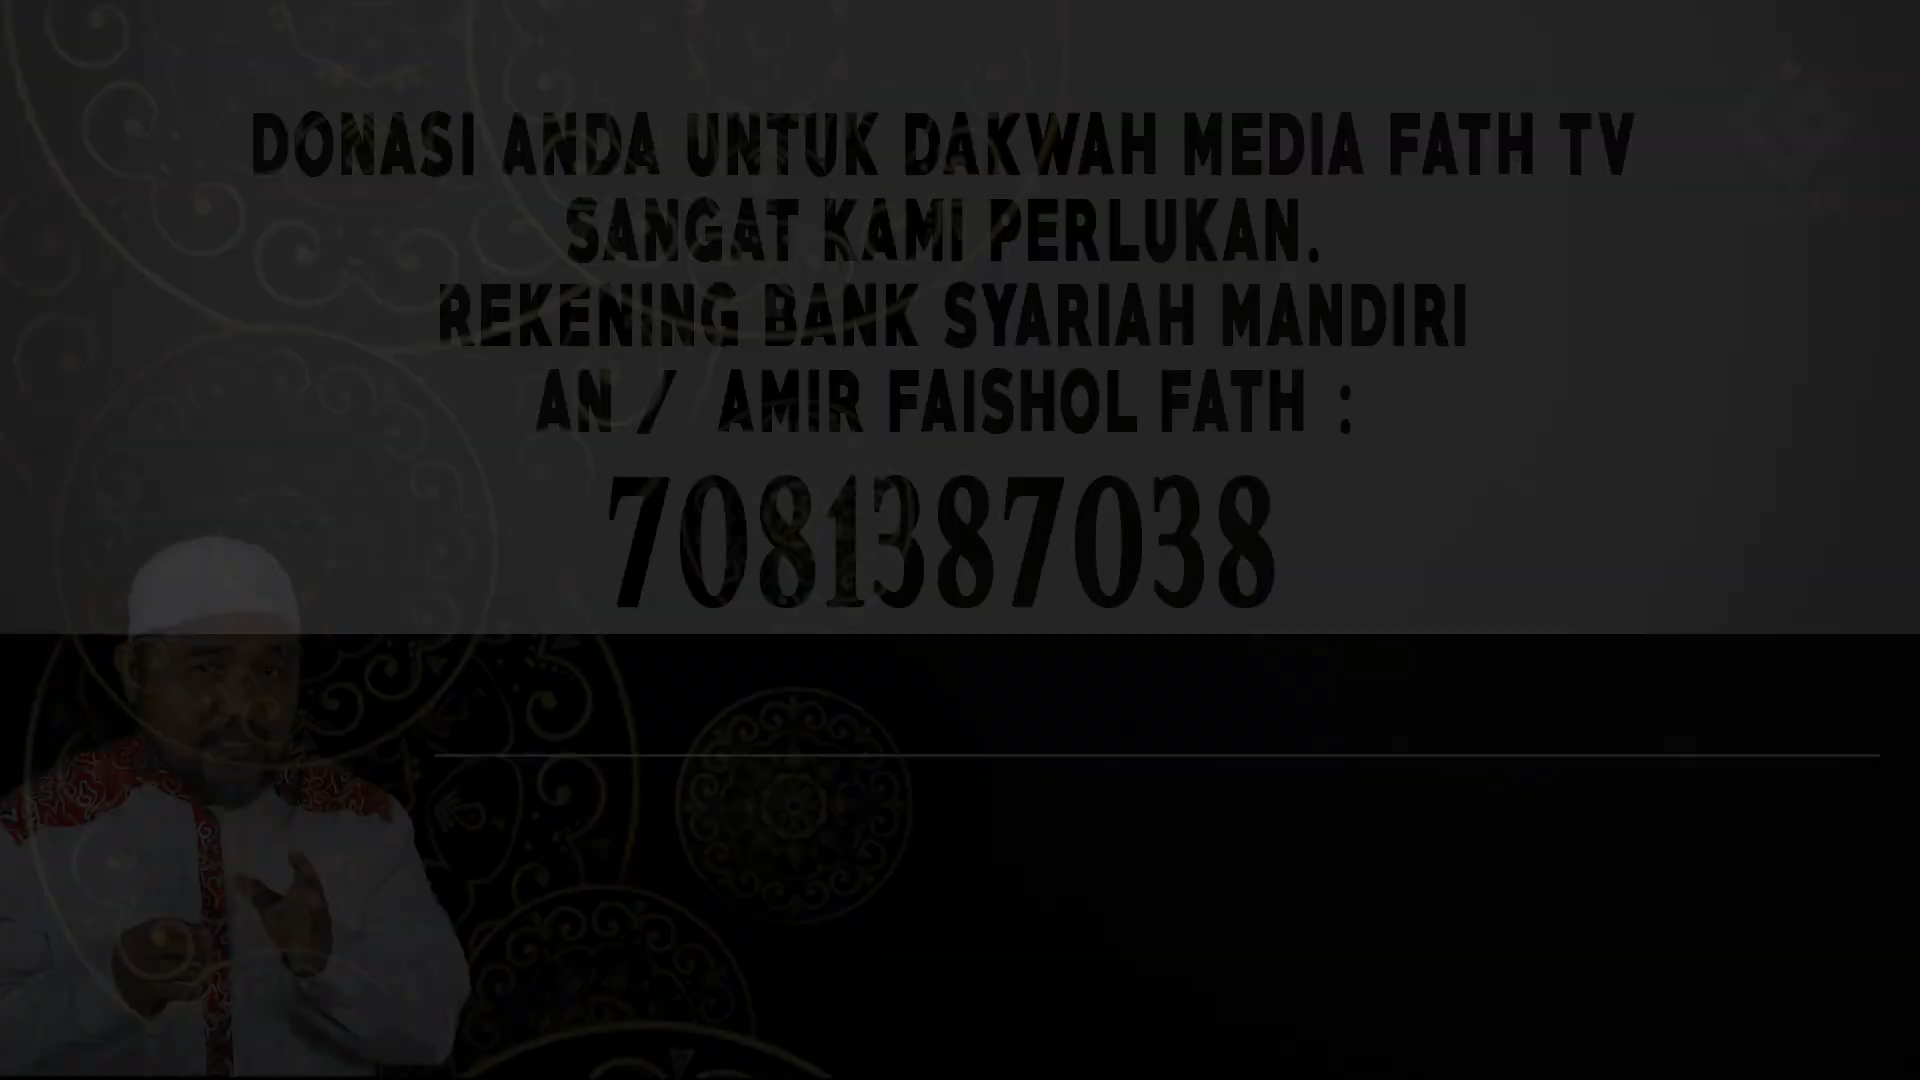 DONASI ANDA UNTUK DAKWAH MEDIA FATH TV
SANGAT KAMI PERLUKAN.
REKENING BANK SYARIAH MANDIRI
AN / AMIR FAISHOL FATH :
7081387038